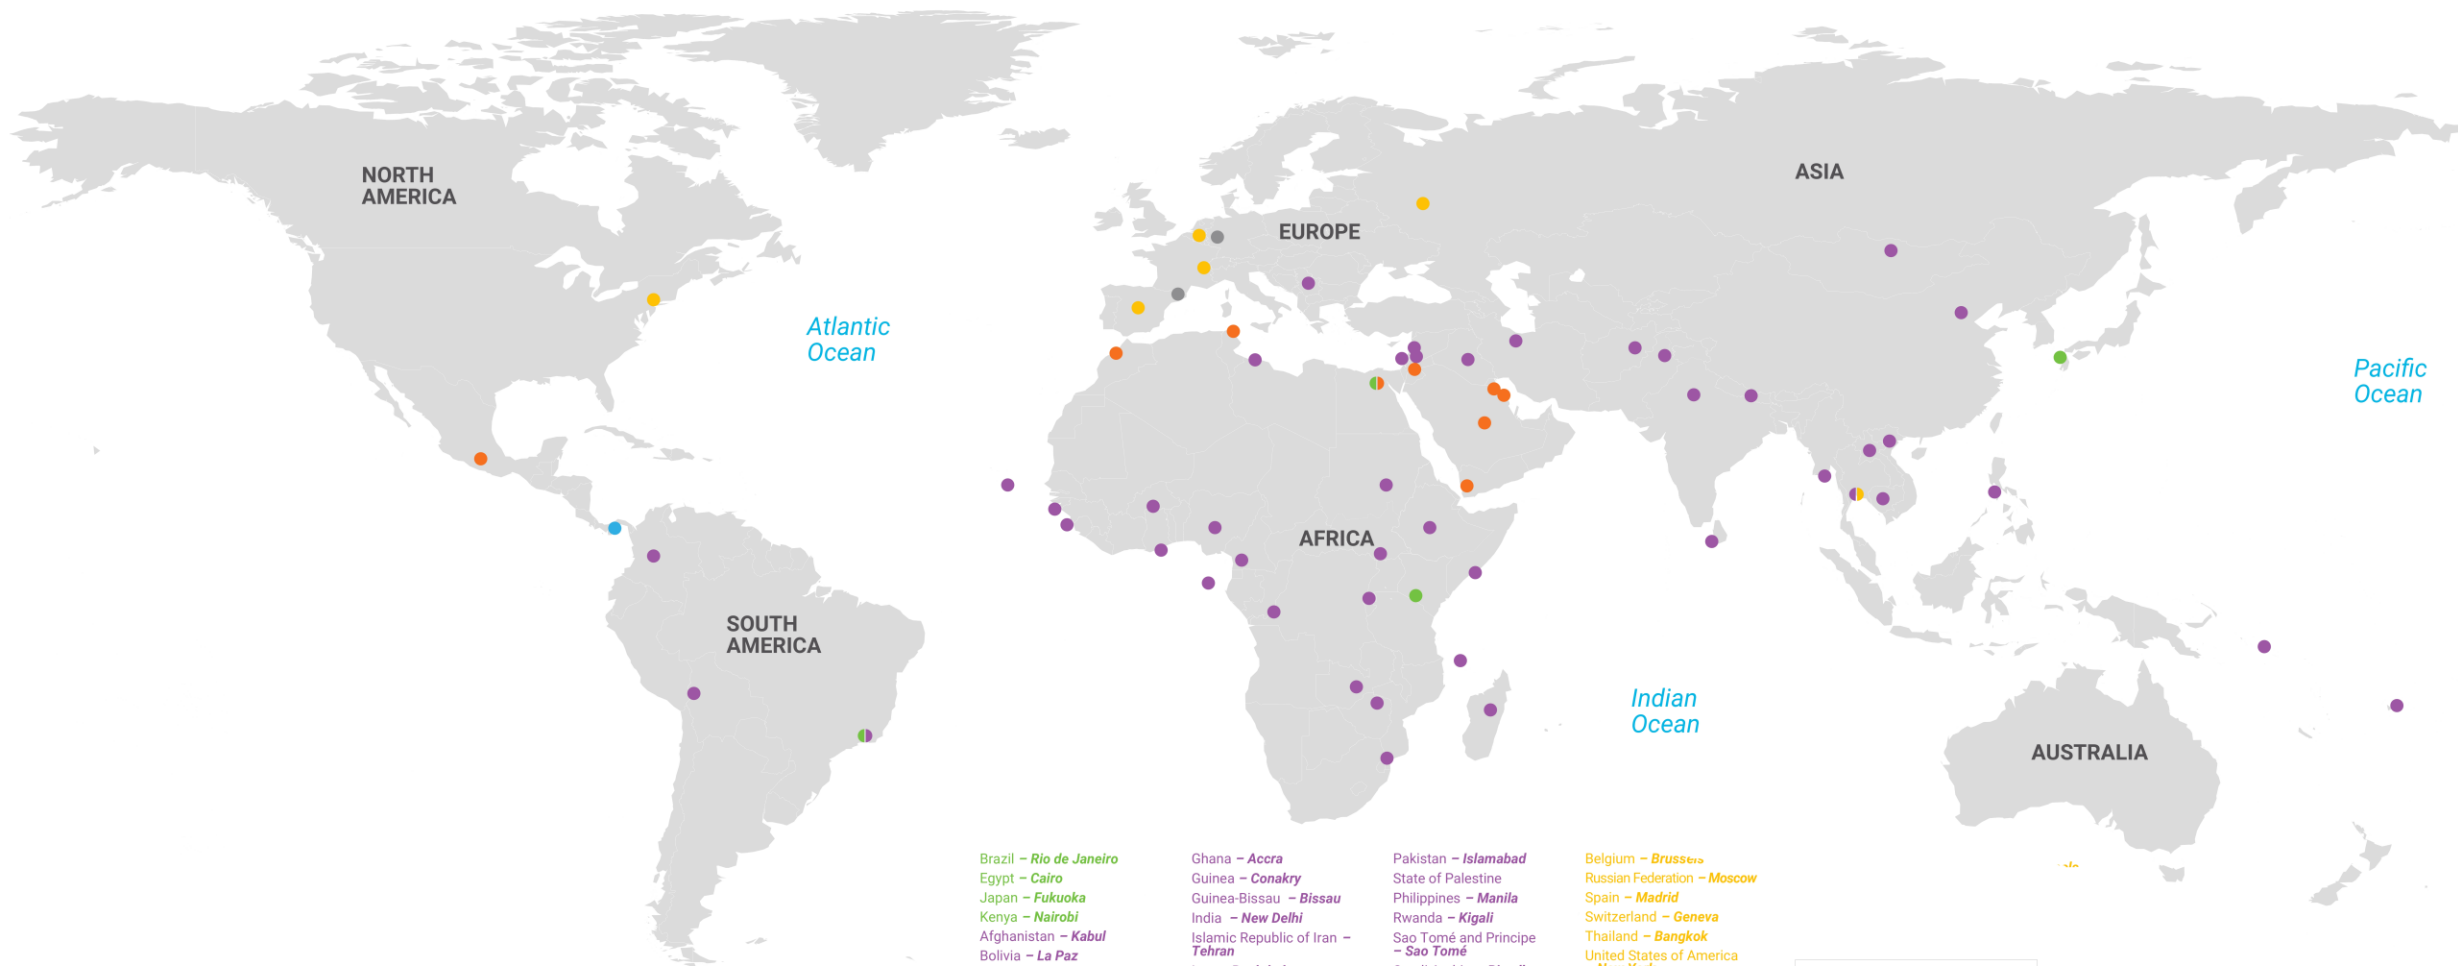 NORTH
AMERICA
ASIA
EUROPE
Atlantic
Ocean
Pacific
Ocean
AFRICA
SOUTH
AMERICA
Indian
Ocean
AUSTRALIA
Brazil – Rio de Janeiro
Egypt – Cairo
Japan – Fukuoka
Kenya – Nairobi
Afghanistan – Kabul
Bolivia – La Paz
Ghana – Accra
Guinea – Conakry
Guinea-Bissau – Bissau
India – New Delhi
Islamic Republic of Iran –
Tehran
Pakistan – Islamabad
State of Palestine
Philippines – Manila
Rwanda – Kigali
Sao Tomé and Principe
– Sao Tomé
Belgium – Brussels
Russian Federation – Moscow
Spain – Madrid
Switzerland – Geneva
Thailand – Bangkok
United States of America